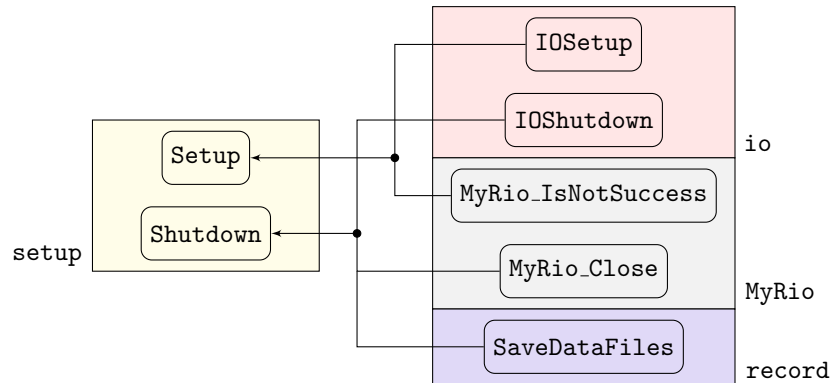 IOSetup
IOShutdown
io
Setup
MyRio_IsNotSuccess
Shutdown
setup
MyRio_Close
MyRio
SaveDataFiles
record